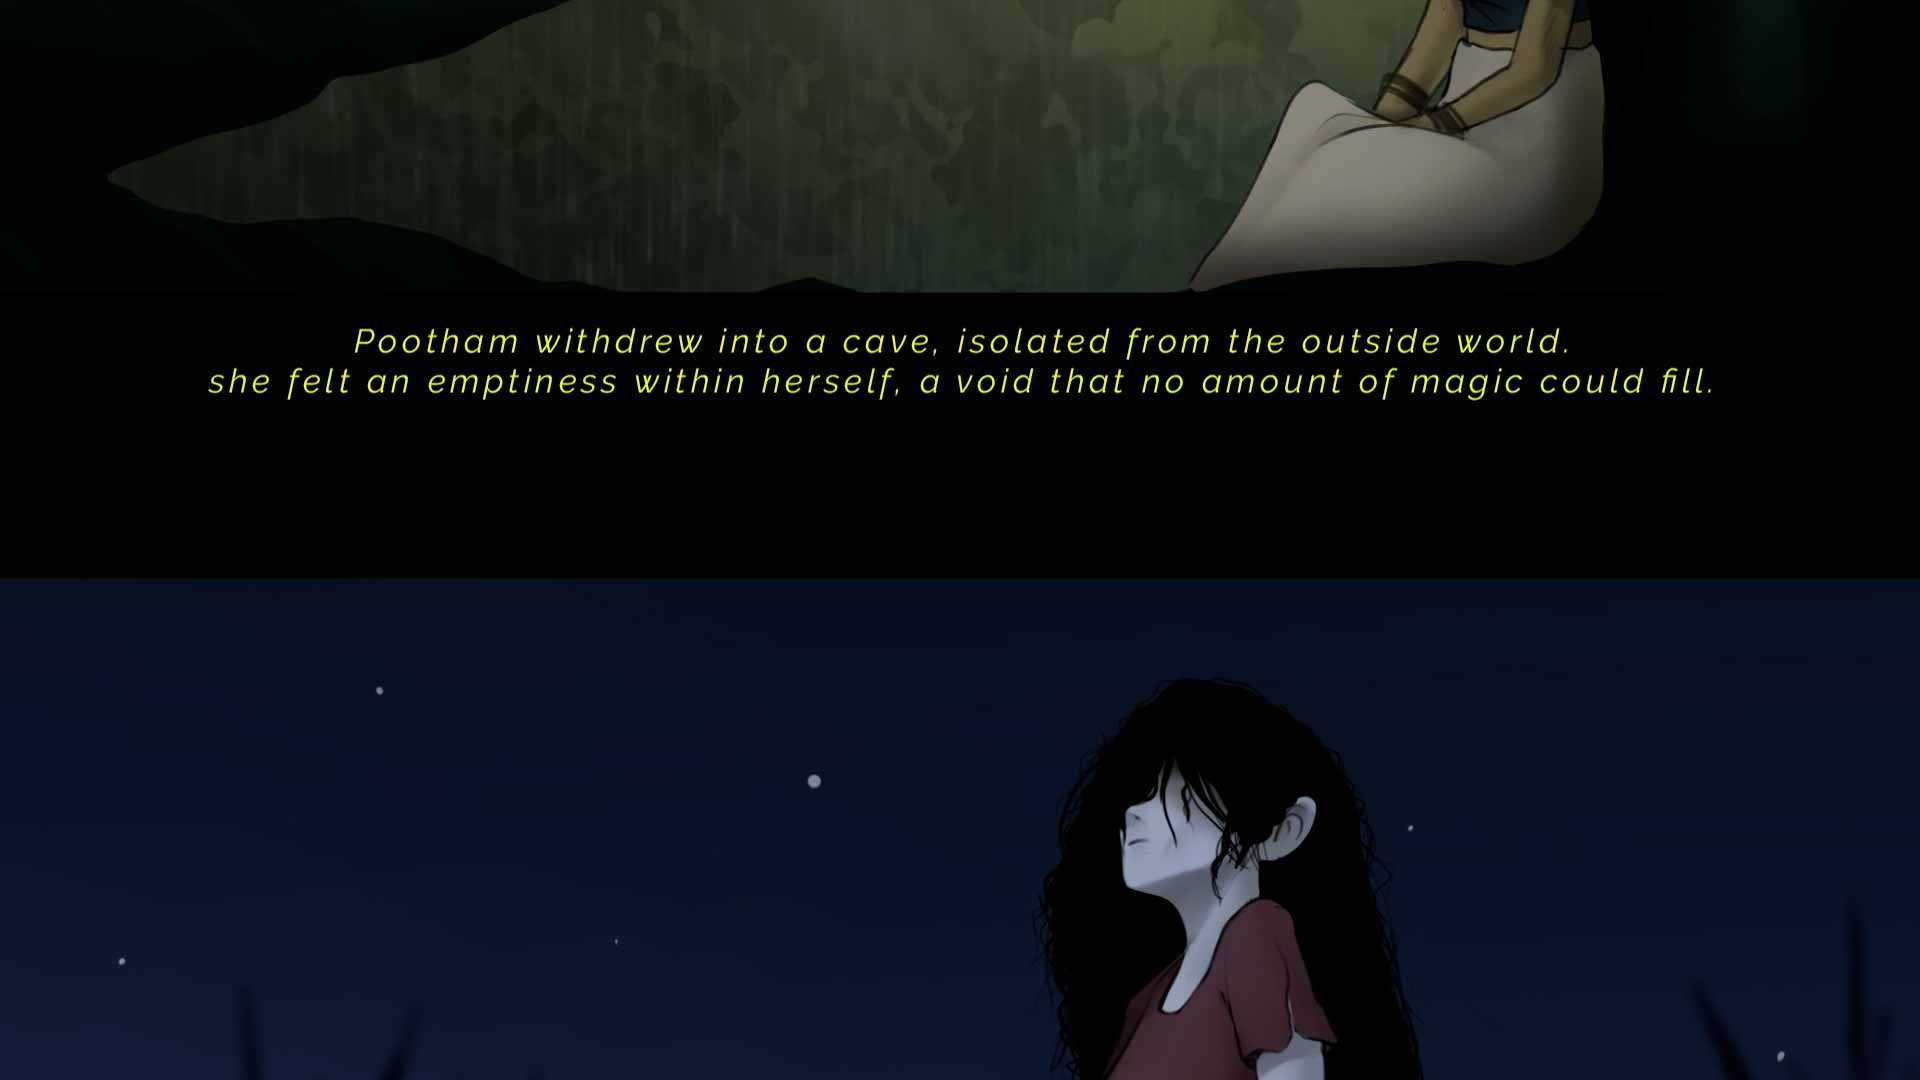 Pootham withdrew into a cave, isolated from the outside world.
she felt an emptiness within herself, a void that no amount of magic could fill.